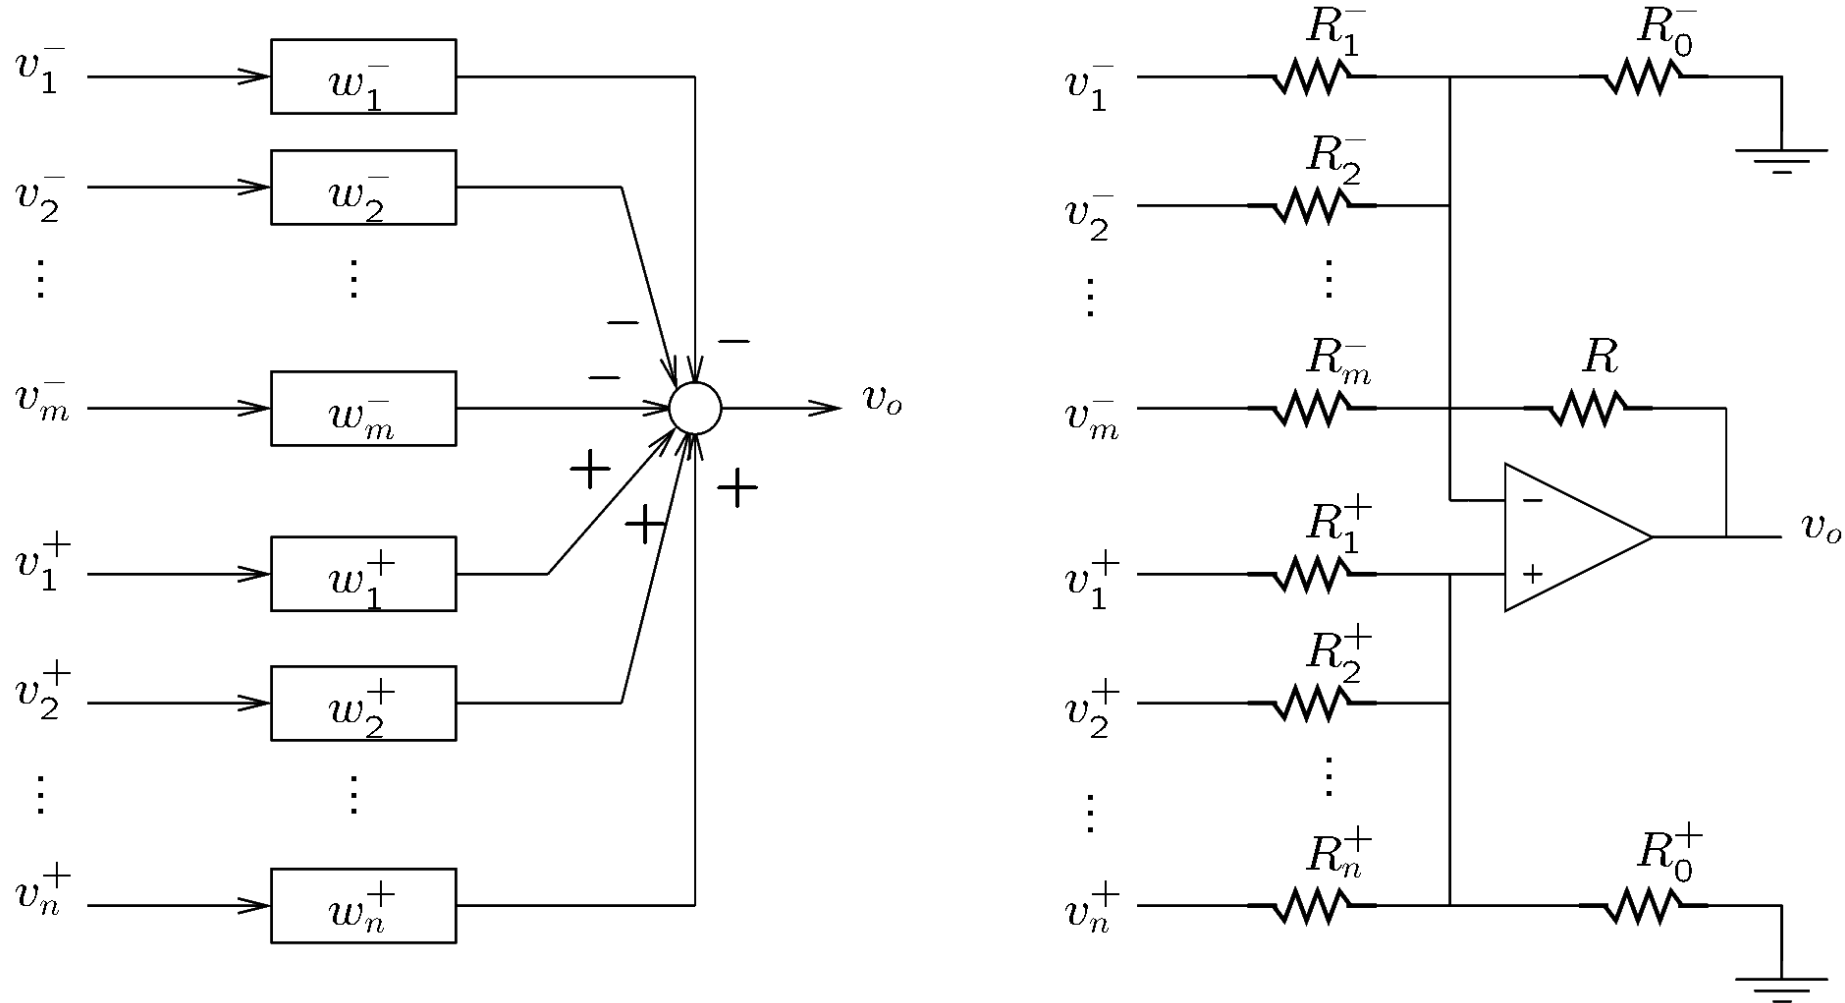 v₁⁻ w₁⁻
v₂⁻ w₂⁻
⋮ ⋮
− −
−
vₘ⁻ wₘ⁻ vₒ
+ +
+
v₁⁺ w₁⁺
v₂⁺ w₂⁺
⋮ ⋮
vₙ⁺ wₙ⁺
R₁⁻ R₀⁻
v₁⁻
R₂⁻
v₂⁻
⋮ ⋮
Rₘ⁻ R
vₘ⁻
−
R₁⁺ vₒ
v₁⁺ +
R₂⁺
v₂⁺
⋮ ⋮
Rₙ⁺ R₀⁺
vₙ⁺